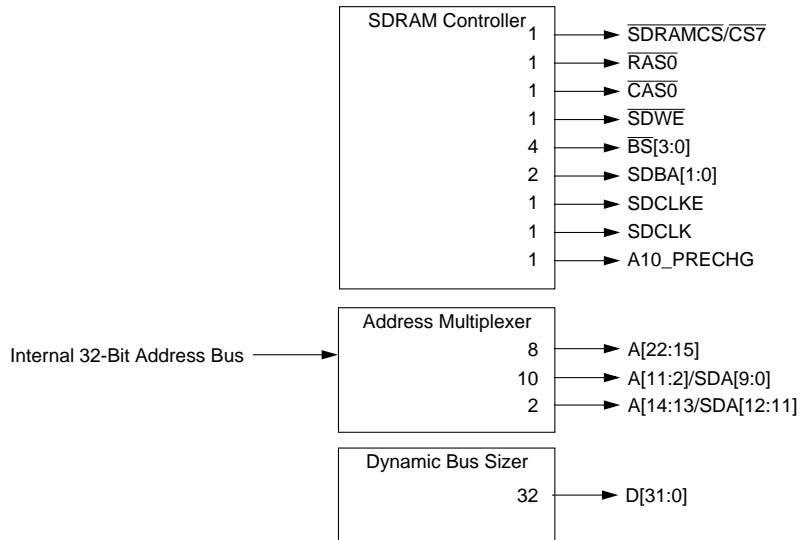 SDRAM Controller
1 SDRAMCS/CS7
1 RAS0
1 CAS0
1 SDWE
4 BS[3:0]
2 SDBA[1:0]
1 SDCLKE
1 SDCLK
1 A10_PRECHG
Address Multiplexer
Internal 32-Bit Address Bus
8 A[22:15]
10 A[11:2]/SDA[9:0]
2 A[14:13/SDA[12:11]
Dynamic Bus Sizer
32 D[31:0]